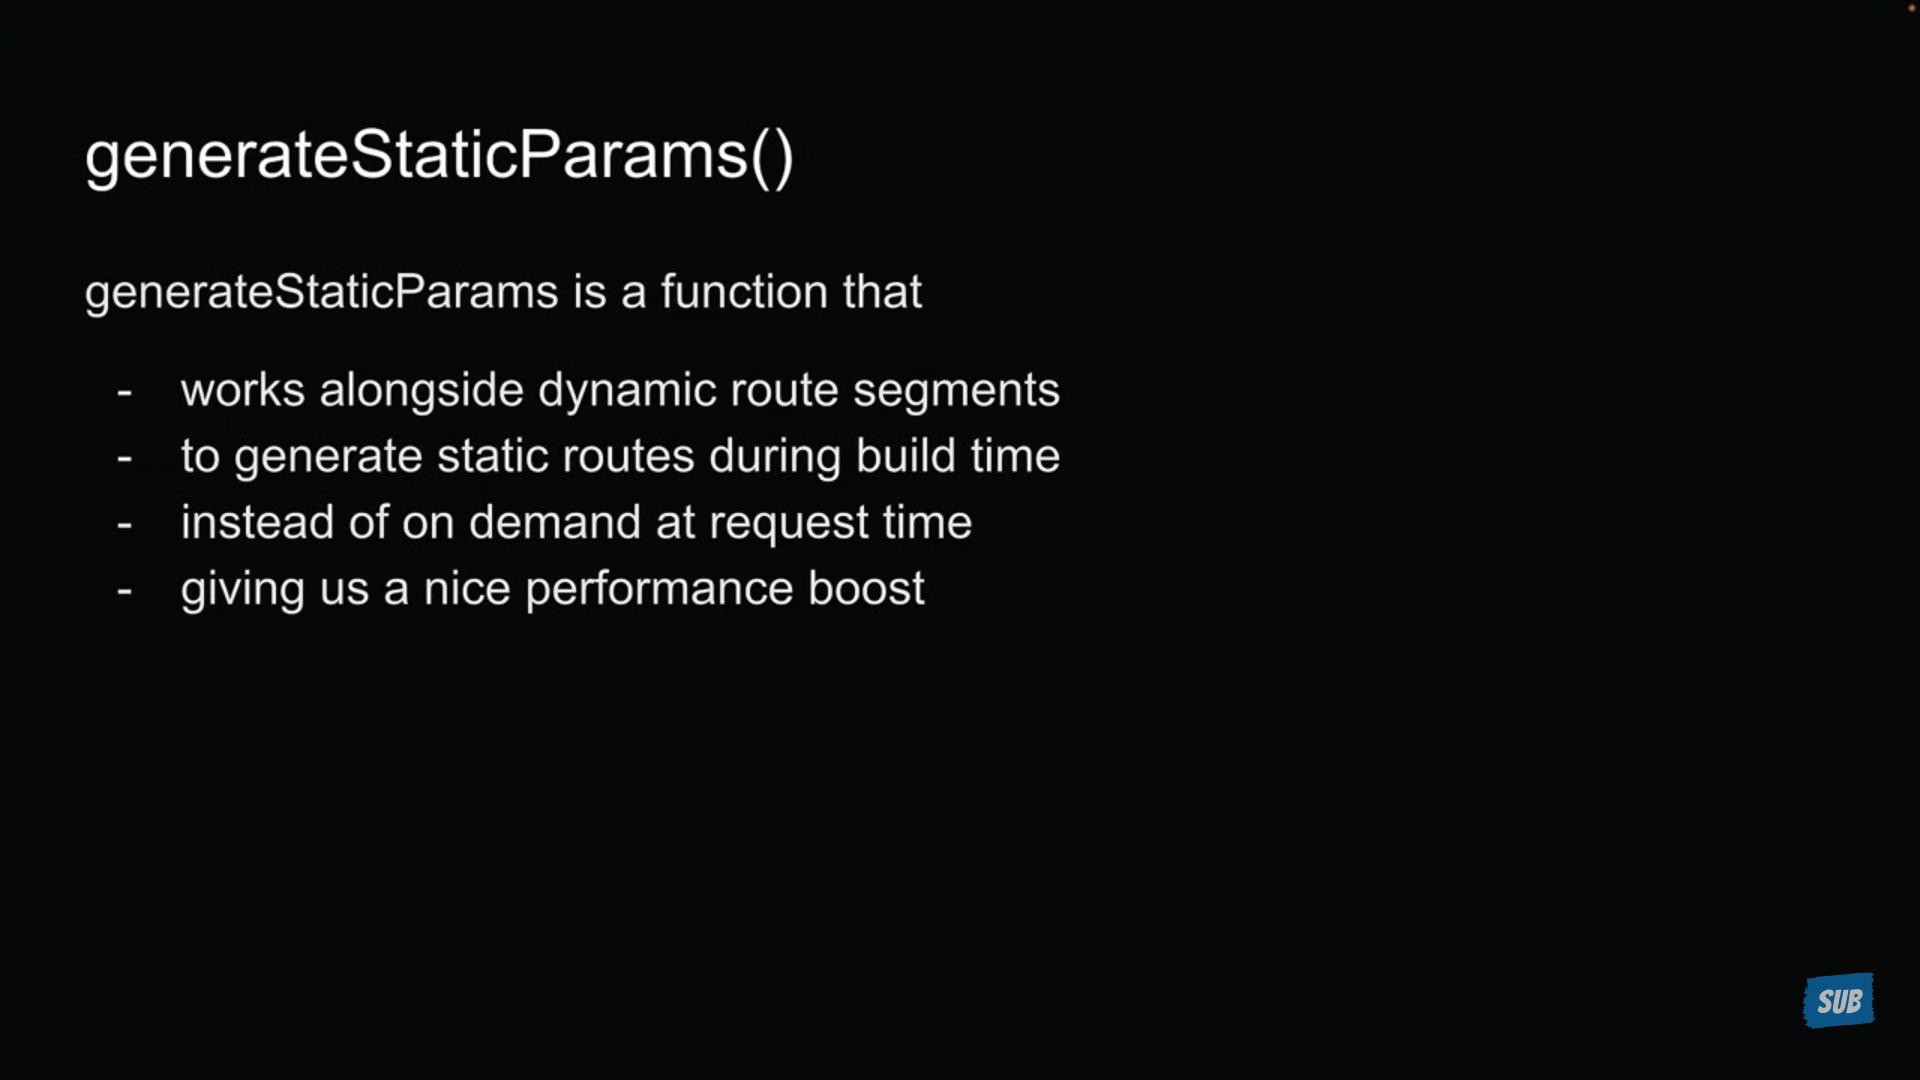 generateStaticParams()
generateStaticParams is a function that
- works alongside dynamic route segments
- to generate static routes during build time
- instead of on demand at request time
- giving us a nice performance boost
SUB